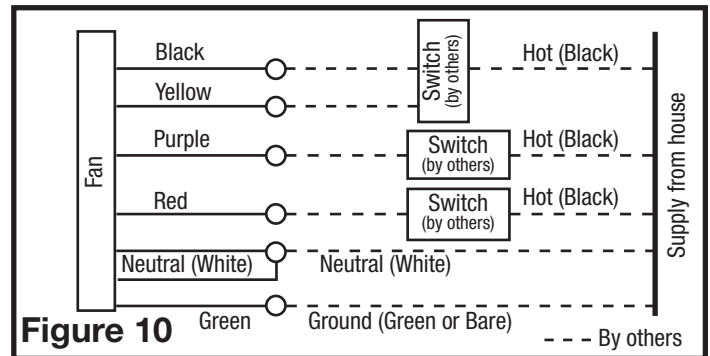 Black
Switch
(by others)
Hot (Black)
Yellow
Purple
Switch
(by others)
Hot (Black)
Fan
Supply from house
Red
Switch
(by others)
Hot (Black)
Neutral (White)
Neutral (White)
Figure 10
Green
Ground (Green or Bare)
By others